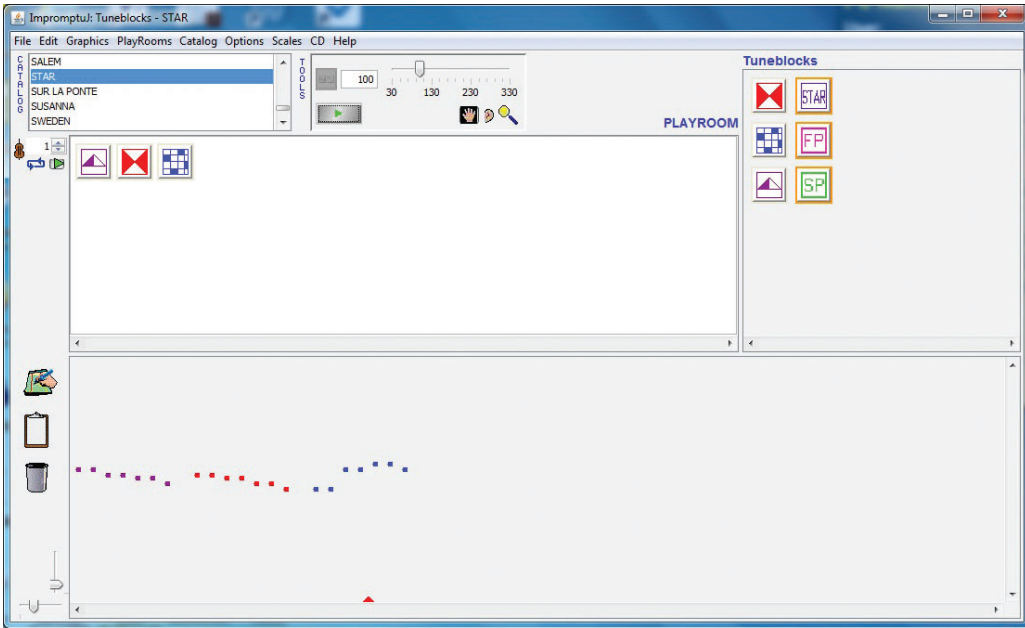 ImpromptuJ: Tuneblocks - STAR
File Edit Graphics PlayRooms Catalog Options Scales CD Help
CATALOG
SALEM
STAR
SUR LA PONTE
SUSANNA
SWEDEN
TOOLS
100
30 130 230 330
PLAYROOM
Tuneblocks
STAR
FP
SP
1